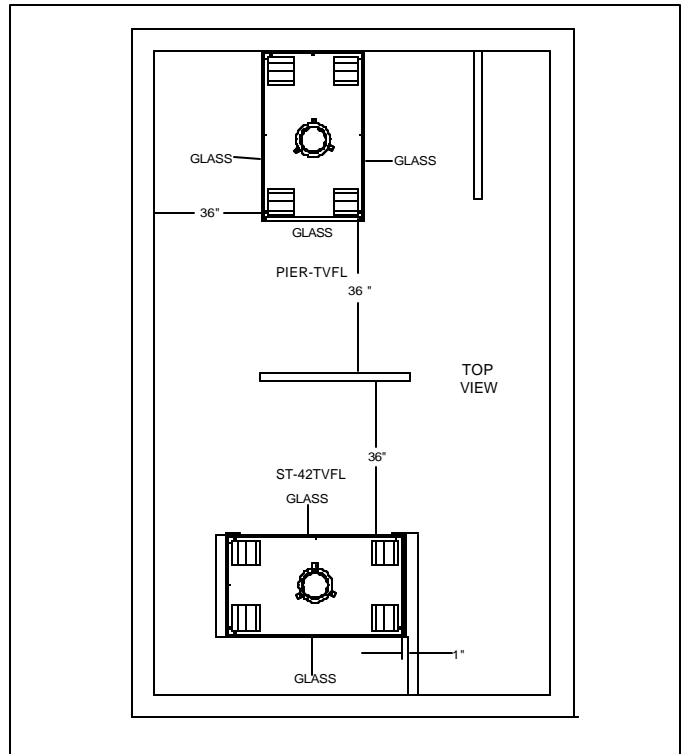 GLASS
GLASS
36"
GLASS
PIER-TVFL
36 "
TOP
VIEW
36"
ST-42TVFL
GLASS
1"
GLASS